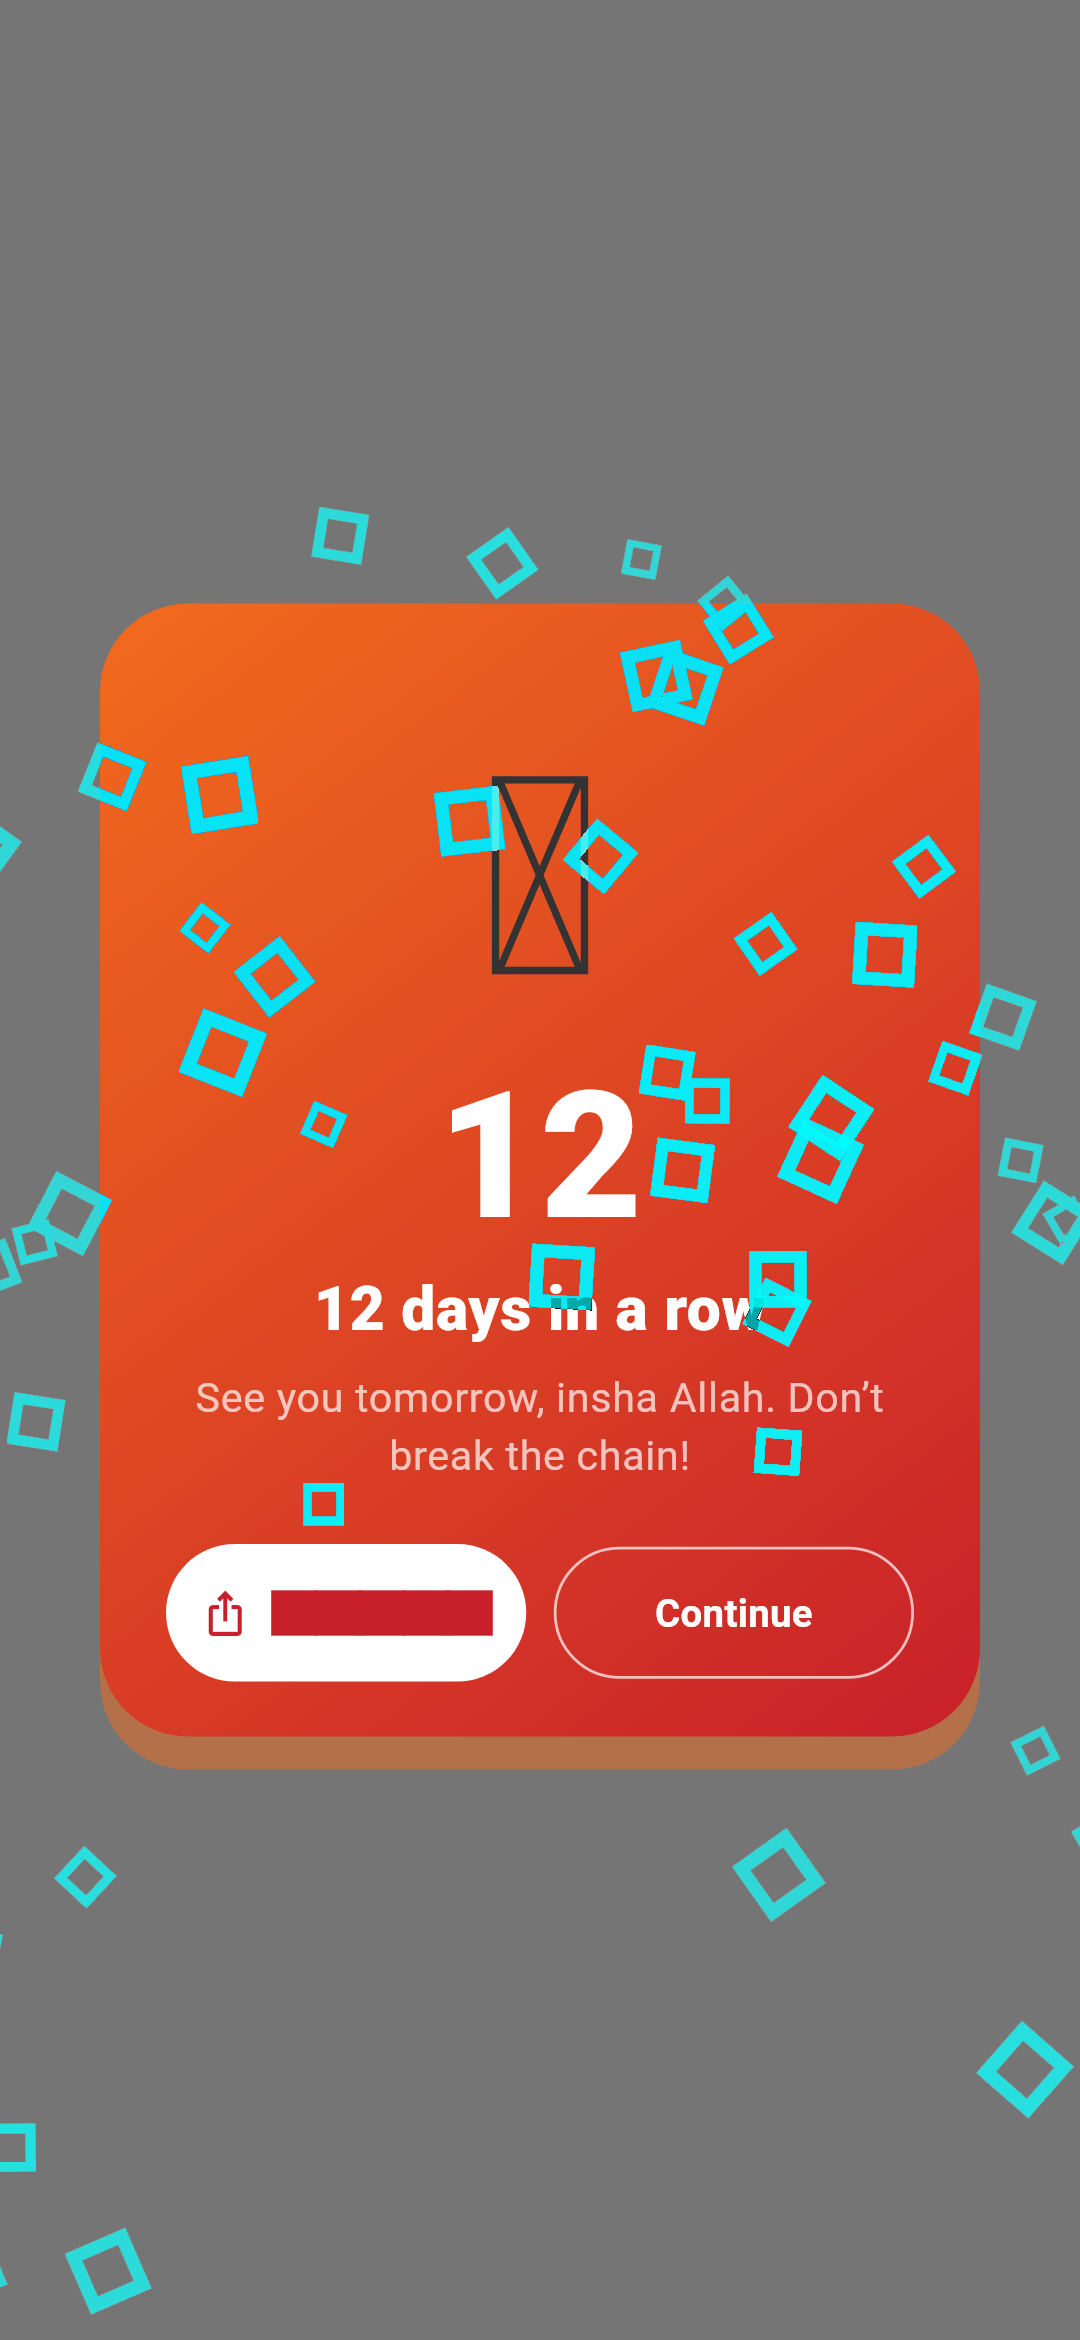 12
12 days in a row
See you tomorrow, insha Allah. Don’t
break the chain!
Continue